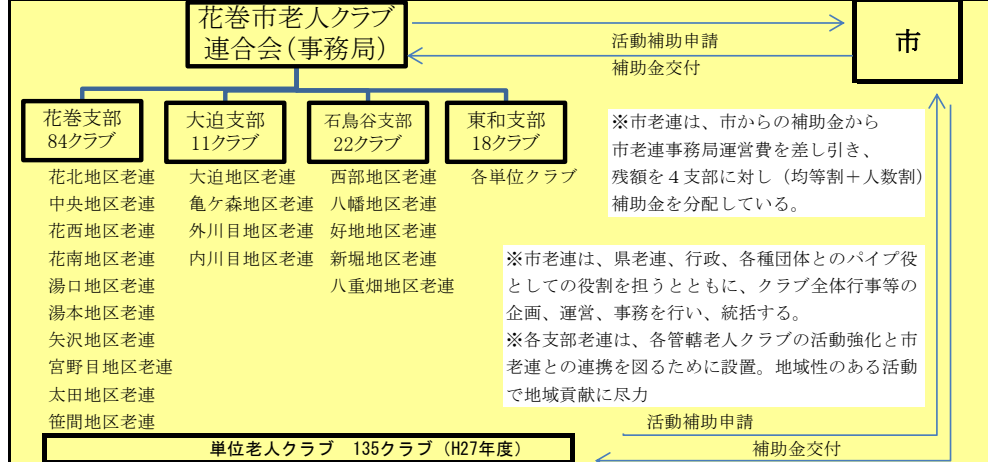 花巻市老人クラブ
連合会(事務局)
活動補助申請
補助金交付
市
花巻支部
84クラブ
大迫支部
11クラブ
石鳥谷支部
22クラブ
東和支部
18クラブ
花北地区老連
中央地区老連
花西地区老連
花南地区老連
湯口地区老連
湯本地区老連
矢沢地区老連
宮野目地区老連
太田地区老連
笹間地区老連
大迫地区老連
亀ケ森地区老連
外川目地区老連
内川目地区老連
西部地区老連
八幡地区老連
好地地区老連
新堀地区老連
八重畑地区老連
各単位クラブ
※市老連は、市からの補助金から
市老連事務局運営費を差し引き、
残額を4支部に対し(均等割+人数割)
補助金を分配している。
※市老連は、県老連、行政、各種団体とのパイプ役
としての役割を担うとともに、クラブ全体行事等の
企画、運営、事務を行い、統括する。
※各支部老連は、各管轄老人クラブの活動強化と市
老連との連携を図るために設置。地域性のある活動
で地域貢献に尽力
活動補助申請
補助金交付
単位老人クラブ 135クラブ(H27年度)